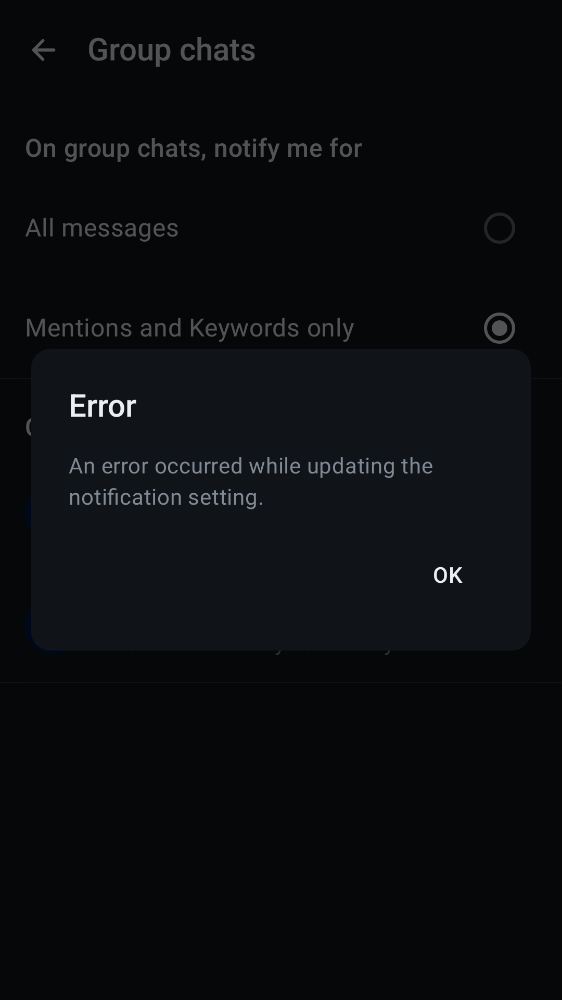 Group chats
On group chats, notify me for
All messages
Mentions and Keywords only
Error
An error occurred while updating the
notification setting.
OK